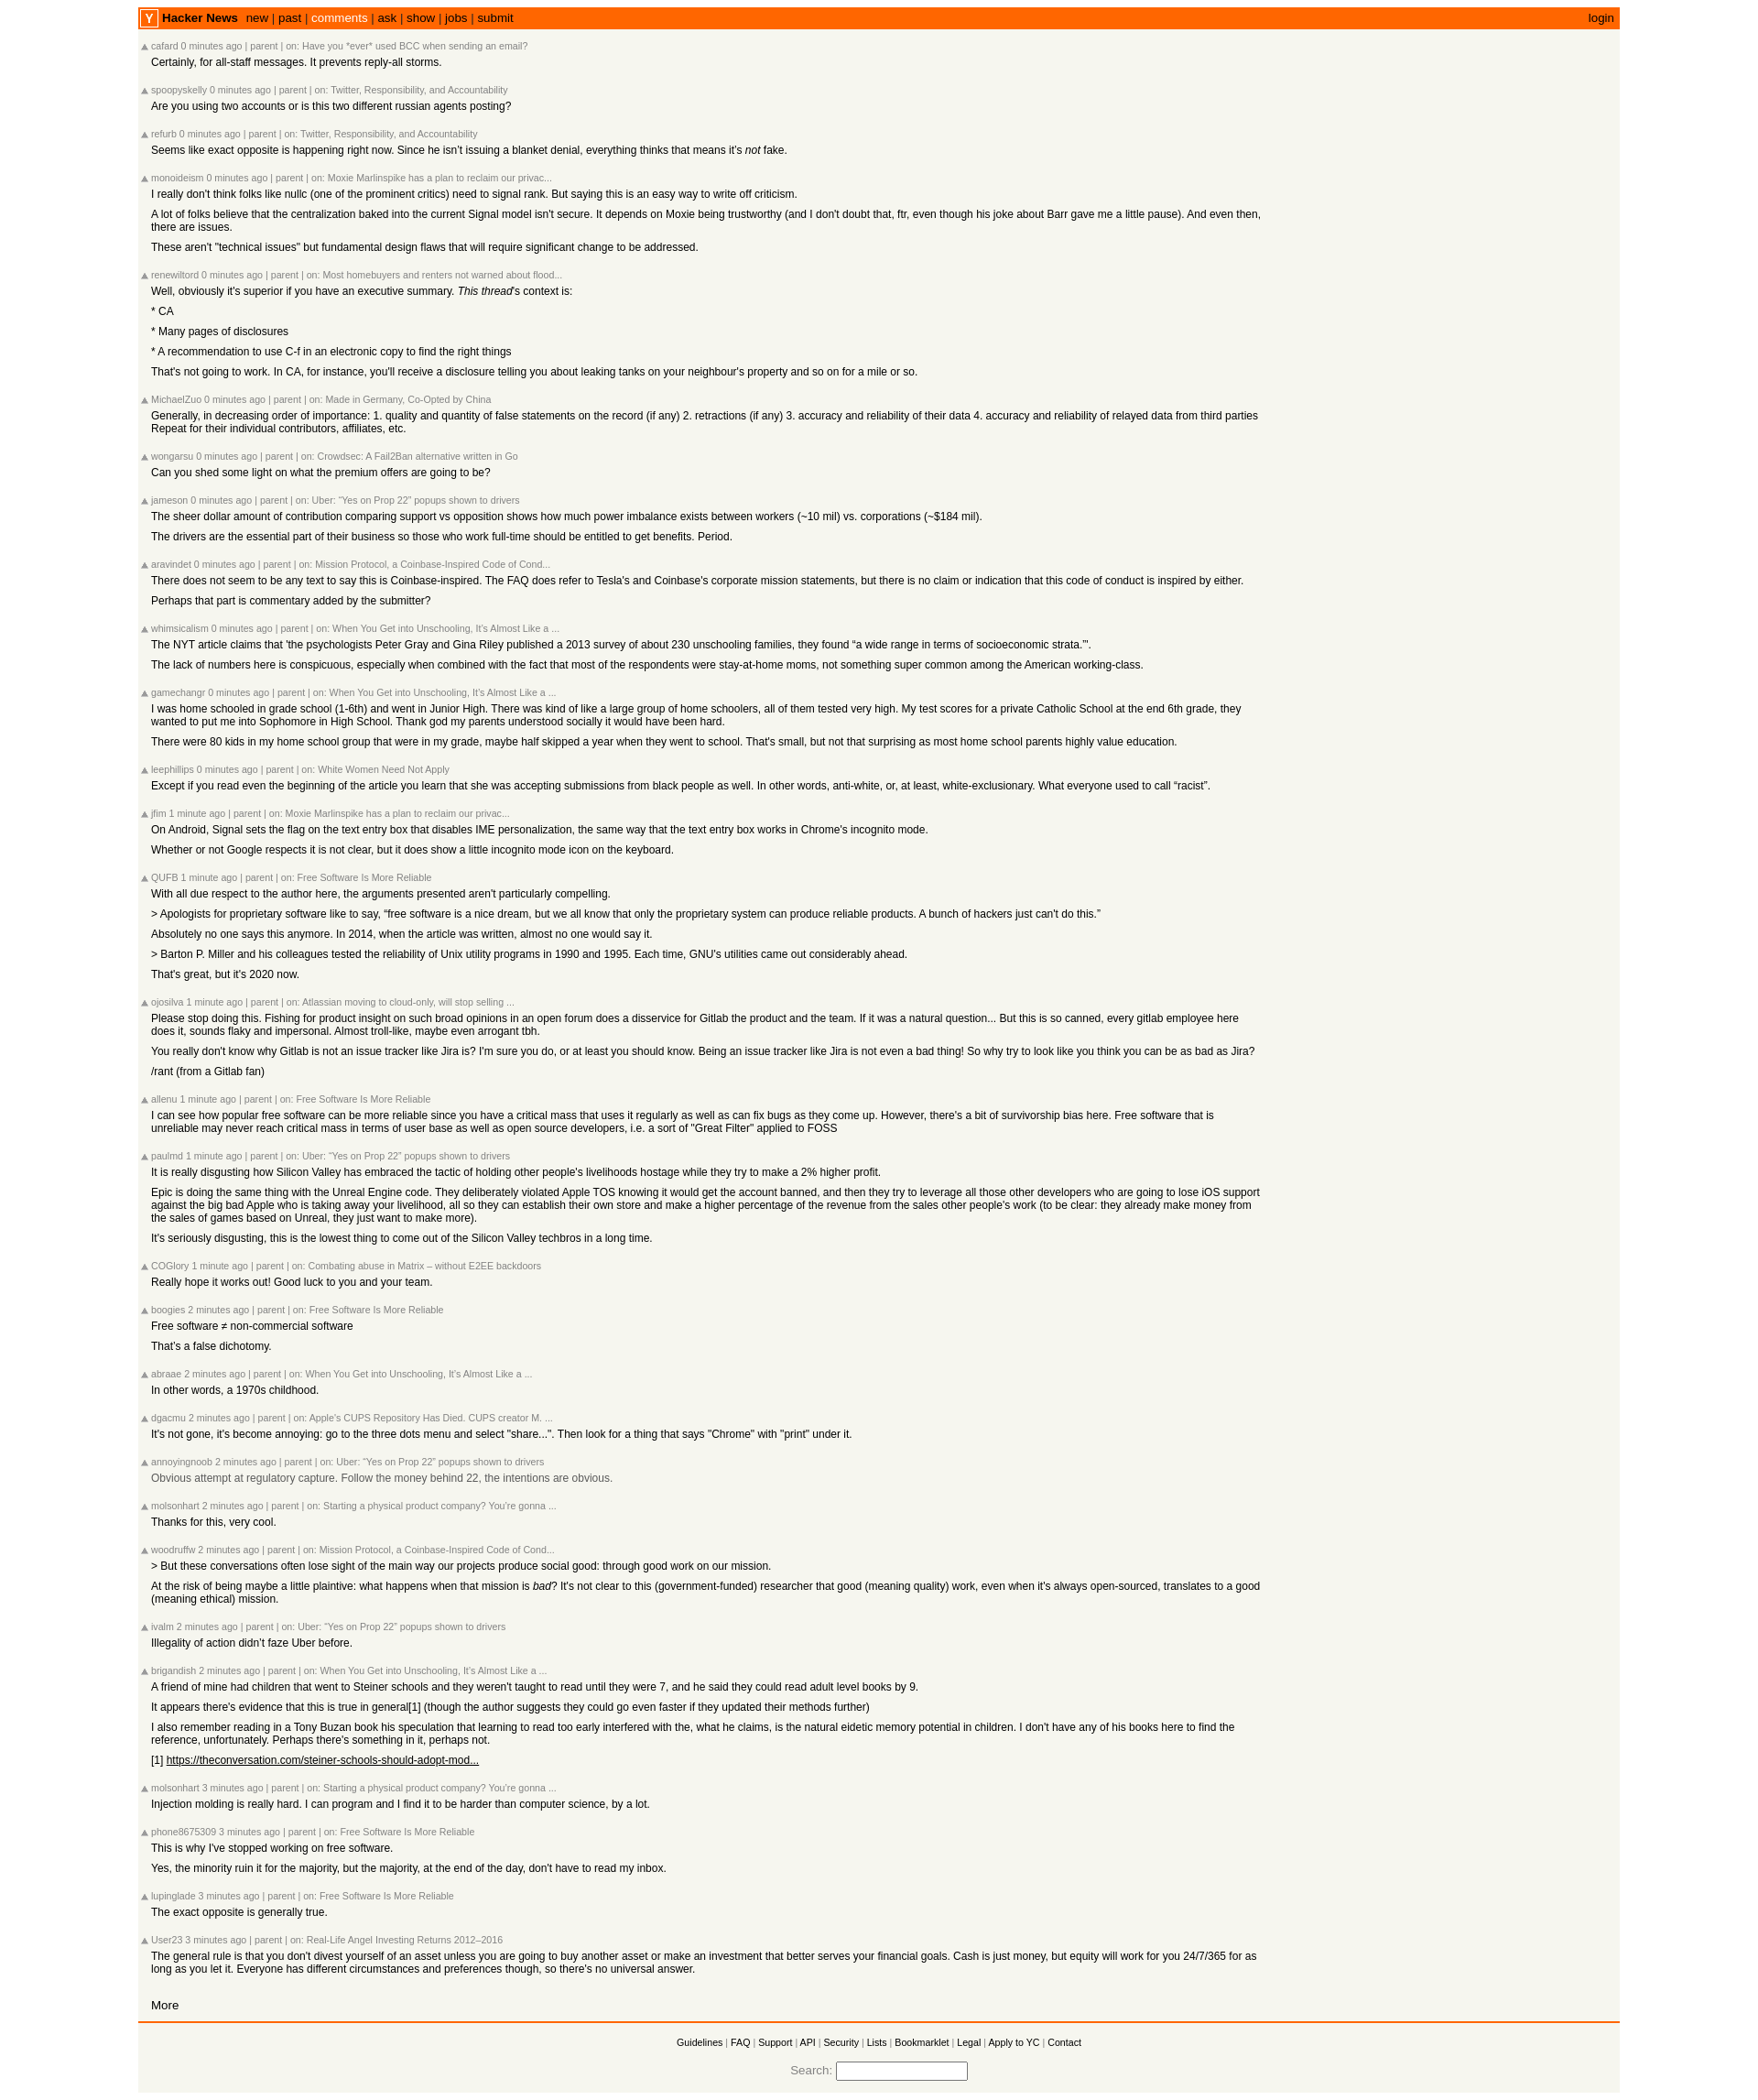 Y Hacker News new | past | comments | ask | show | jobs | submit login
cafard 0 minutes ago | parent | on: Have you *ever* used BCC when sending an email?
Certainly, for all-staff messages. It prevents reply-all storms.
spoopyskelly 0 minutes ago | parent | on: Twitter, Responsibility, and Accountability
Are you using two accounts or is this two different russian agents posting?
refurb 0 minutes ago | parent | on: Twitter, Responsibility, and Accountability
Seems like exact opposite is happening right now. Since he isn’t issuing a blanket denial, everything thinks that means it’s not fake.
monoideism 0 minutes ago | parent | on: Moxie Marlinspike has a plan to reclaim our privac...
I really don't think folks like nullc (one of the prominent critics) need to signal rank. But saying this is an easy way to write off criticism.
A lot of folks believe that the centralization baked into the current Signal model isn't secure. It depends on Moxie being trustworthy (and I don't doubt that, ftr, even though his joke about Barr gave me a little pause). And even then,
there are issues.
These aren't "technical issues" but fundamental design flaws that will require significant change to be addressed.
renewiltord 0 minutes ago | parent | on: Most homebuyers and renters not warned about flood...
Well, obviously it's superior if you have an executive summary. This thread's context is:
* CA
* Many pages of disclosures
* A recommendation to use C-f in an electronic copy to find the right things
That's not going to work. In CA, for instance, you'll receive a disclosure telling you about leaking tanks on your neighbour's property and so on for a mile or so.
MichaelZuo 0 minutes ago | parent | on: Made in Germany, Co-Opted by China
Generally, in decreasing order of importance: 1. quality and quantity of false statements on the record (if any) 2. retractions (if any) 3. accuracy and reliability of their data 4. accuracy and reliability of relayed data from third parties
Repeat for their individual contributors, affiliates, etc.
wongarsu 0 minutes ago | parent | on: Crowdsec: A Fail2Ban alternative written in Go
Can you shed some light on what the premium offers are going to be?
jameson 0 minutes ago | parent | on: Uber: “Yes on Prop 22” popups shown to drivers
The sheer dollar amount of contribution comparing support vs opposition shows how much power imbalance exists between workers (~10 mil) vs. corporations (~$184 mil).
The drivers are the essential part of their business so those who work full-time should be entitled to get benefits. Period.
aravindet 0 minutes ago | parent | on: Mission Protocol, a Coinbase-Inspired Code of Cond...
There does not seem to be any text to say this is Coinbase-inspired. The FAQ does refer to Tesla's and Coinbase's corporate mission statements, but there is no claim or indication that this code of conduct is inspired by either.
Perhaps that part is commentary added by the submitter?
whimsicalism 0 minutes ago | parent | on: When You Get into Unschooling, It’s Almost Like a ...
The NYT article claims that 'the psychologists Peter Gray and Gina Riley published a 2013 survey of about 230 unschooling families, they found “a wide range in terms of socioeconomic strata.”'.
The lack of numbers here is conspicuous, especially when combined with the fact that most of the respondents were stay-at-home moms, not something super common among the American working-class.
gamechangr 0 minutes ago | parent | on: When You Get into Unschooling, It’s Almost Like a ...
I was home schooled in grade school (1-6th) and went in Junior High. There was kind of like a large group of home schoolers, all of them tested very high. My test scores for a private Catholic School at the end 6th grade, they
wanted to put me into Sophomore in High School. Thank god my parents understood socially it would have been hard.
There were 80 kids in my home school group that were in my grade, maybe half skipped a year when they went to school. That's small, but not that surprising as most home school parents highly value education.
leephillips 0 minutes ago | parent | on: White Women Need Not Apply
Except if you read even the beginning of the article you learn that she was accepting submissions from black people as well. In other words, anti-white, or, at least, white-exclusionary. What everyone used to call “racist”.
jfim 1 minute ago | parent | on: Moxie Marlinspike has a plan to reclaim our privac...
On Android, Signal sets the flag on the text entry box that disables IME personalization, the same way that the text entry box works in Chrome's incognito mode.
Whether or not Google respects it is not clear, but it does show a little incognito mode icon on the keyboard.
QUFB 1 minute ago | parent | on: Free Software Is More Reliable
With all due respect to the author here, the arguments presented aren't particularly compelling.
> Apologists for proprietary software like to say, “free software is a nice dream, but we all know that only the proprietary system can produce reliable products. A bunch of hackers just can't do this.”
Absolutely no one says this anymore. In 2014, when the article was written, almost no one would say it.
> Barton P. Miller and his colleagues tested the reliability of Unix utility programs in 1990 and 1995. Each time, GNU's utilities came out considerably ahead.
That's great, but it's 2020 now.
ojosilva 1 minute ago | parent | on: Atlassian moving to cloud-only, will stop selling ...
Please stop doing this. Fishing for product insight on such broad opinions in an open forum does a disservice for Gitlab the product and the team. If it was a natural question... But this is so canned, every gitlab employee here
does it, sounds flaky and impersonal. Almost troll-like, maybe even arrogant tbh.
You really don't know why Gitlab is not an issue tracker like Jira is? I'm sure you do, or at least you should know. Being an issue tracker like Jira is not even a bad thing! So why try to look like you think you can be as bad as Jira?
/rant (from a Gitlab fan)
allenu 1 minute ago | parent | on: Free Software Is More Reliable
I can see how popular free software can be more reliable since you have a critical mass that uses it regularly as well as can fix bugs as they come up. However, there's a bit of survivorship bias here. Free software that is
unreliable may never reach critical mass in terms of user base as well as open source developers, i.e. a sort of "Great Filter" applied to FOSS
paulmd 1 minute ago | parent | on: Uber: “Yes on Prop 22” popups shown to drivers
It is really disgusting how Silicon Valley has embraced the tactic of holding other people's livelihoods hostage while they try to make a 2% higher profit.
Epic is doing the same thing with the Unreal Engine code. They deliberately violated Apple TOS knowing it would get the account banned, and then they try to leverage all those other developers who are going to lose iOS support
against the big bad Apple who is taking away your livelihood, all so they can establish their own store and make a higher percentage of the revenue from the sales other people's work (to be clear: they already make money from
the sales of games based on Unreal, they just want to make more).
It's seriously disgusting, this is the lowest thing to come out of the Silicon Valley techbros in a long time.
COGlory 1 minute ago | parent | on: Combating abuse in Matrix – without E2EE backdoors
Really hope it works out! Good luck to you and your team.
boogies 2 minutes ago | parent | on: Free Software Is More Reliable
Free software ≠ non-commercial software
That’s a false dichotomy.
abraae 2 minutes ago | parent | on: When You Get into Unschooling, It’s Almost Like a ...
In other words, a 1970s childhood.
dgacmu 2 minutes ago | parent | on: Apple's CUPS Repository Has Died. CUPS creator M. ...
It's not gone, it's become annoying: go to the three dots menu and select "share...". Then look for a thing that says "Chrome" with "print" under it.
annoyingnoob 2 minutes ago | parent | on: Uber: “Yes on Prop 22” popups shown to drivers
Obvious attempt at regulatory capture. Follow the money behind 22, the intentions are obvious.
molsonhart 2 minutes ago | parent | on: Starting a physical product company? You’re gonna ...
Thanks for this, very cool.
woodruffw 2 minutes ago | parent | on: Mission Protocol, a Coinbase-Inspired Code of Cond...
> But these conversations often lose sight of the main way our projects produce social good: through good work on our mission.
At the risk of being maybe a little plaintive: what happens when that mission is bad? It's not clear to this (government-funded) researcher that good (meaning quality) work, even when it's always open-sourced, translates to a good
(meaning ethical) mission.
ivalm 2 minutes ago | parent | on: Uber: “Yes on Prop 22” popups shown to drivers
Illegality of action didn’t faze Uber before.
brigandish 2 minutes ago | parent | on: When You Get into Unschooling, It’s Almost Like a ...
A friend of mine had children that went to Steiner schools and they weren't taught to read until they were 7, and he said they could read adult level books by 9.
It appears there's evidence that this is true in general[1] (though the author suggests they could go even faster if they updated their methods further)
I also remember reading in a Tony Buzan book his speculation that learning to read too early interfered with the, what he claims, is the natural eidetic memory potential in children. I don't have any of his books here to find the
reference, unfortunately. Perhaps there's something in it, perhaps not.
[1] https://theconversation.com/steiner-schools-should-adopt-mod...
molsonhart 3 minutes ago | parent | on: Starting a physical product company? You’re gonna ...
Injection molding is really hard. I can program and I find it to be harder than computer science, by a lot.
phone8675309 3 minutes ago | parent | on: Free Software Is More Reliable
This is why I've stopped working on free software.
Yes, the minority ruin it for the majority, but the majority, at the end of the day, don't have to read my inbox.
lupinglade 3 minutes ago | parent | on: Free Software Is More Reliable
The exact opposite is generally true.
User23 3 minutes ago | parent | on: Real-Life Angel Investing Returns 2012–2016
The general rule is that you don't divest yourself of an asset unless you are going to buy another asset or make an investment that better serves your financial goals. Cash is just money, but equity will work for you 24/7/365 for as
long as you let it. Everyone has different circumstances and preferences though, so there's no universal answer.
More
Guidelines | FAQ | Support | API | Security | Lists | Bookmarklet | Legal | Apply to YC | Contact
Search: